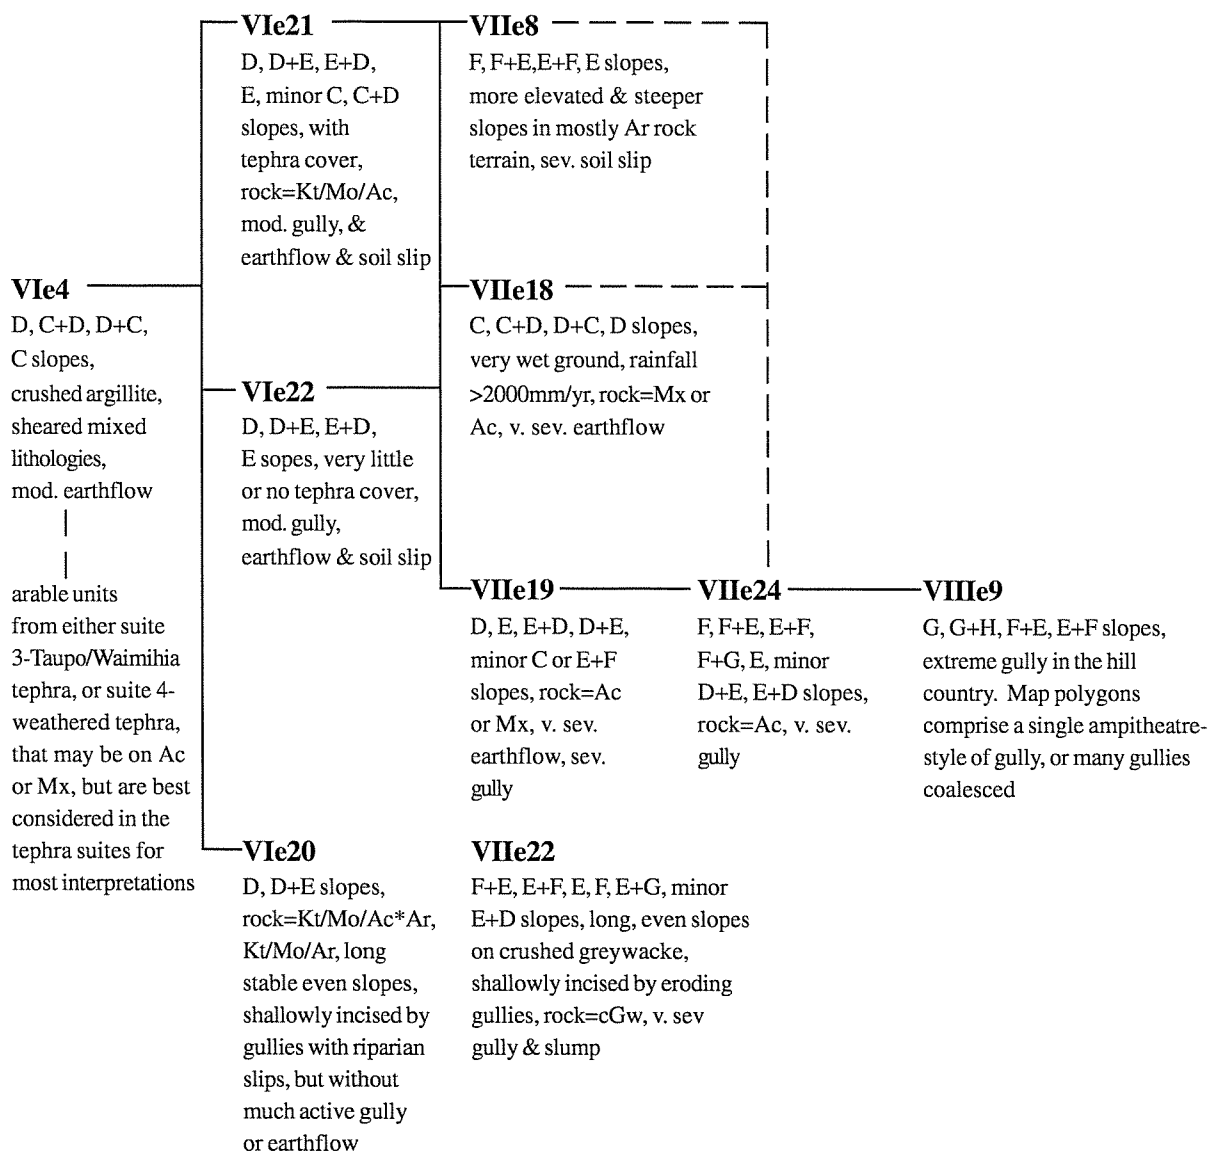 VIe21
D, D+E, E+D,
E, minor C, C+D
slopes, with
tephra cover,
rock=Kt/Mo/Ac,
mod. gully, &
earthflow & soil slip
VIIe8
F, F+E,E+F, E slopes,
more elevated & steeper
slopes in mostly Ar rock
terrain, sev. soil slip
VIe4
D, C+D, D+C,
C slopes,
crushed argillite,
sheared mixed
lithologies,
mod. earthflow
arable units
from either suite
3-Taupo/Waimihia
tephra, or suite 4-
weathered tephra,
that may be on Ac
or Mx, but are best
considered in the
tephra suites for
most interpretations
VIIe18
C, C+D, D+C, D slopes,
very wet ground, rainfall
>2000mm/yr, rock=Mx or
Ac, v. sev. earthflow
VIe22
D, D+E, E+D,
E sopes, very little
or no tephra cover,
mod. gully,
earthflow & soil slip
VIIe19
D, E, E+D, D+E,
minor C or E+F
slopes, rock=Ac
or Mx, v. sev.
earthflow, sev.
gully
VIIe24
F, F+E, E+F,
F+G, E, minor
D+E, E+D slopes,
rock=Ac, v. sev.
gully
VIIIe9
G, G+H, F+E, E+F slopes,
extreme gully in the hill
country. Map polygons
comprise a single ampitheatre-
style of gully, or many gullies
coalesced
VIe20
D, D+E slopes,
rock=Kt/Mo/Ac*Ar,
Kt/Mo/Ar, long
stable even slopes,
shallowly incised by
gullies with riparian
slips, but without
much active gully
or earthflow
VIIe22
F+E, E+F, E, F, E+G, minor
E+D slopes, long, even slopes
on crushed greywacke,
shallowly incised by eroding
gullies, rock=cGw, v. sev
gully & slump